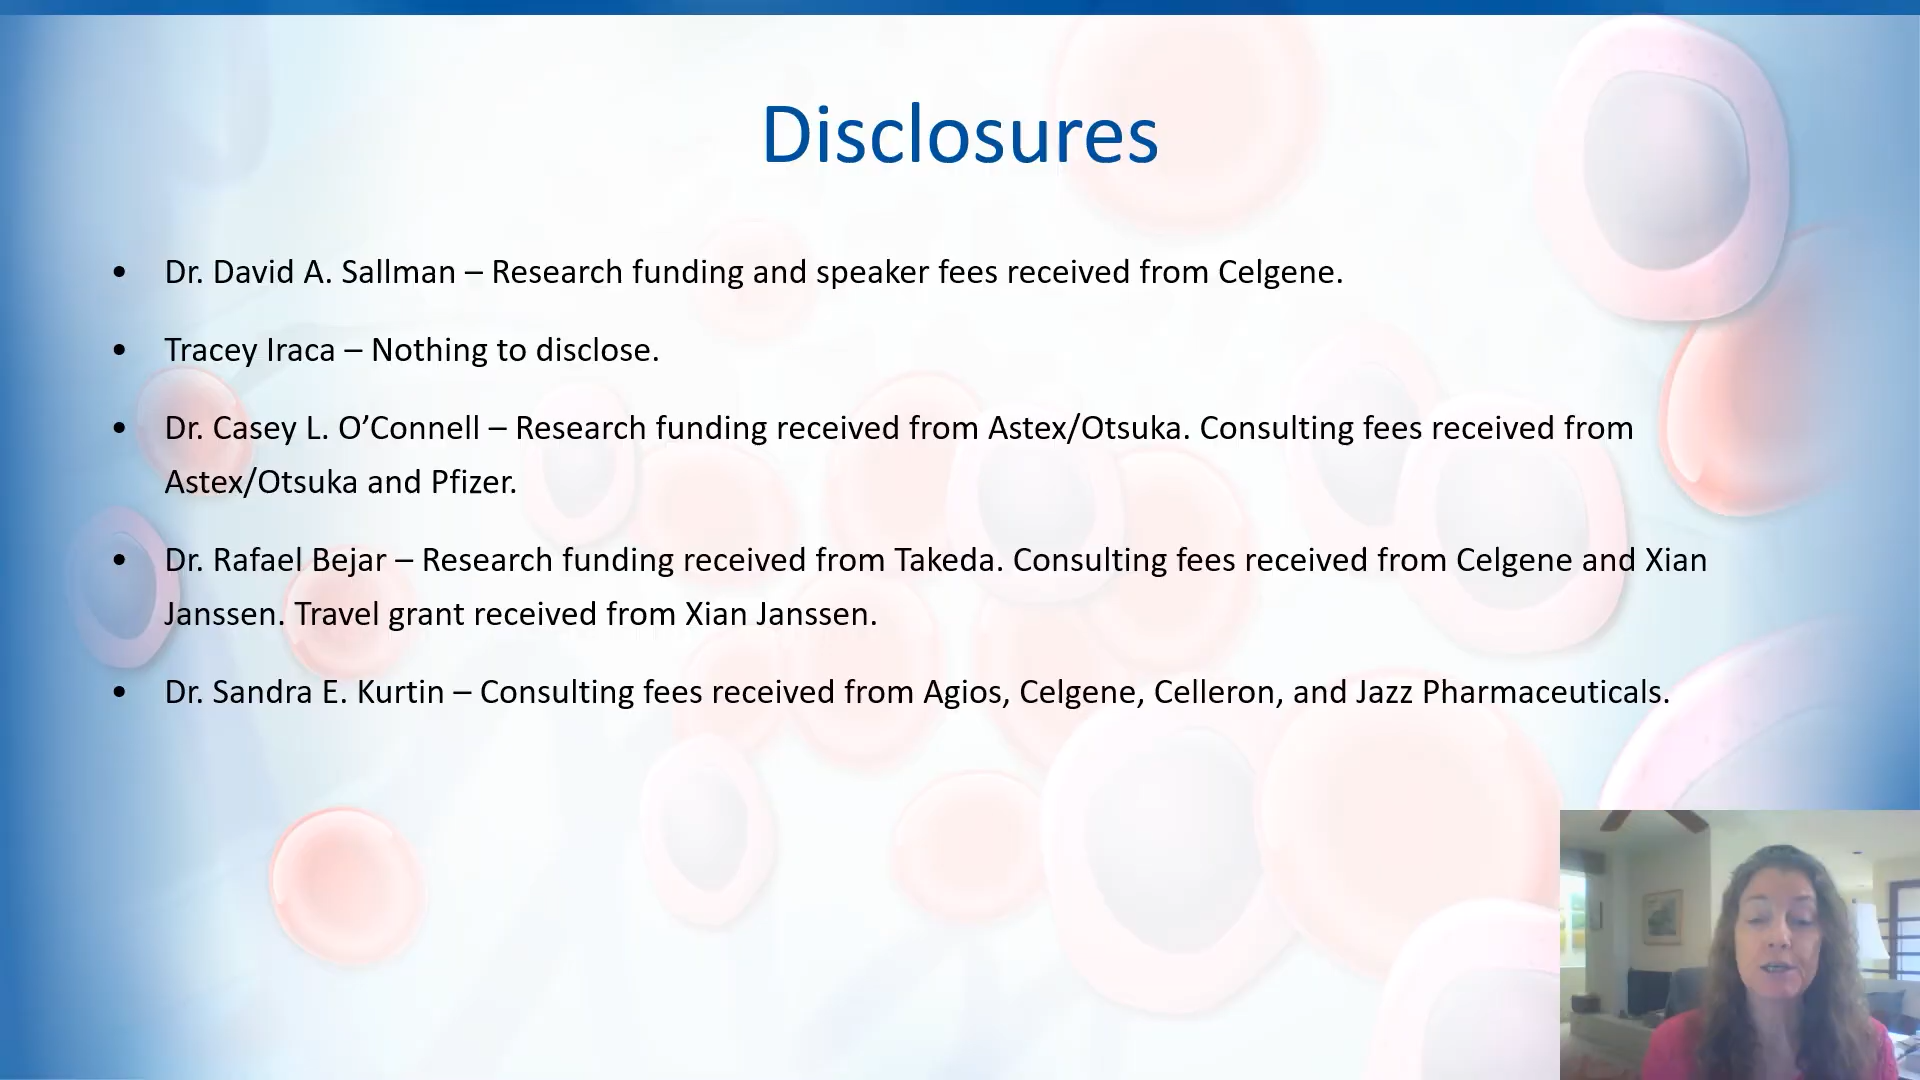 Disclosures
• Dr. David A. Sallman – Research funding and speaker fees received from Celgene.
• Tracey Iraca – Nothing to disclose.
• Dr. Casey L. O’Connell – Research funding received from Astex/Otsuka. Consulting fees received from
Astex/Otsuka and Pfizer.
• Dr. Rafael Bejar – Research funding received from Takeda. Consulting fees received from Celgene and Xian
Janssen. Travel grant received from Xian Janssen.
• Dr. Sandra E. Kurtin – Consulting fees received from Agios, Celgene, Celleron, and Jazz Pharmaceuticals.